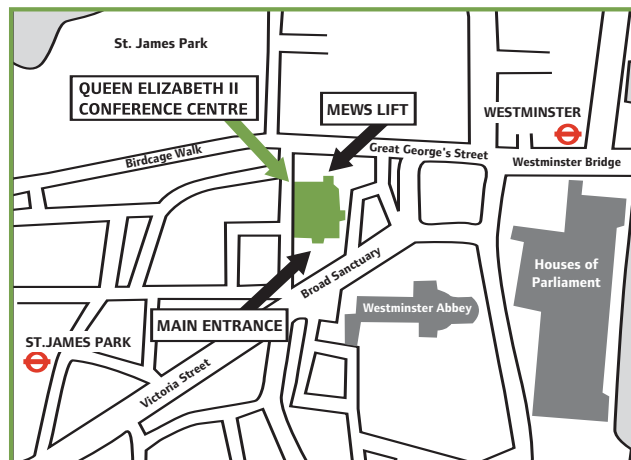 St. James Park
QUEEN ELIZABETH II
CONFERENCE CENTRE
MEWS LIFT
WESTMINSTER
Birdcage Walk
Great George's Street
Westminster Bridge
Broad Sanctuary
Houses of
Parliament
Westminster Abbey
MAIN ENTRANCE
ST.JAMES PARK
Victoria Street